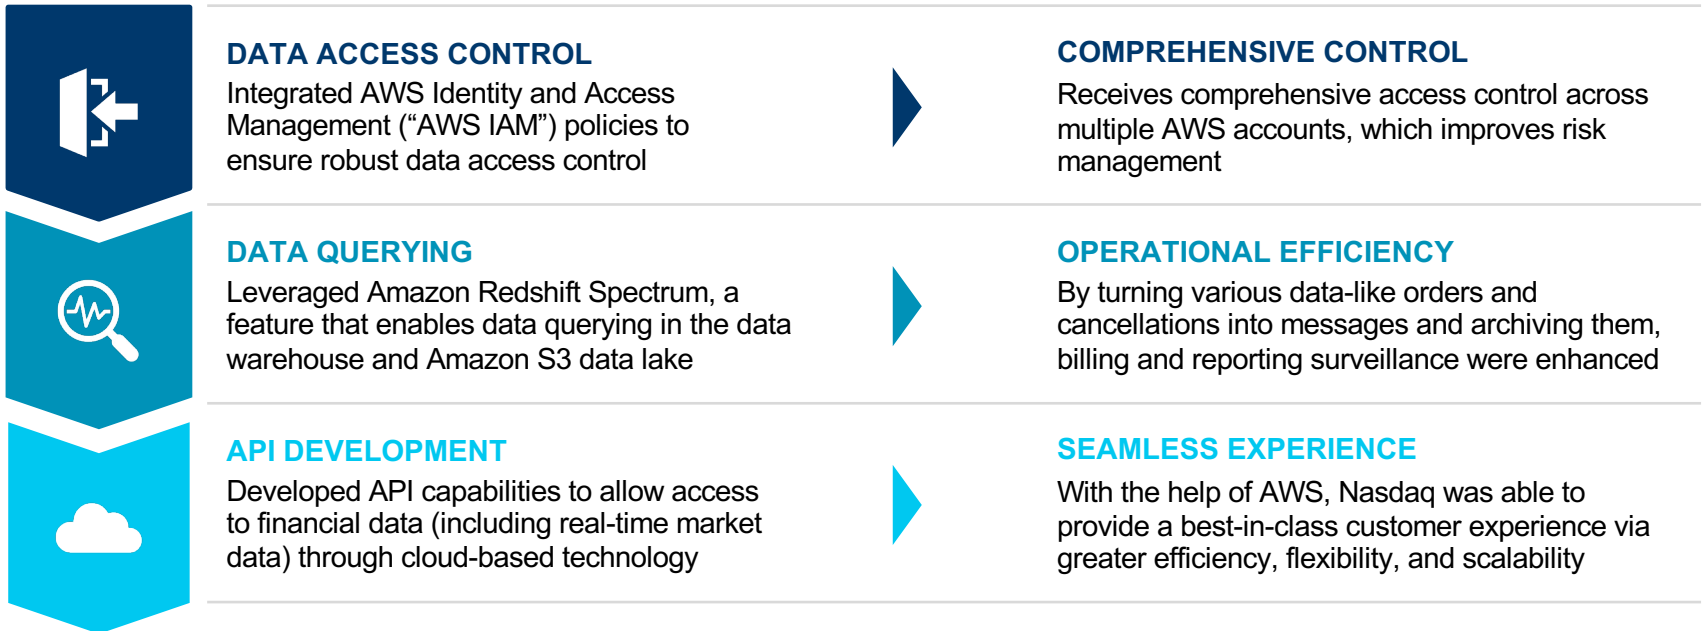 DATA ACCESS CONTROL
Integrated AWS Identity and Access
Management (“AWS IAM”) policies to
ensure robust data access control
COMPREHENSIVE CONTROL
Receives comprehensive access control across
multiple AWS accounts, which improves risk
management
DATA QUERYING
Leveraged Amazon Redshift Spectrum, a
feature that enables data querying in the data
warehouse and Amazon S3 data lake
OPERATIONAL EFFICIENCY
By turning various data-like orders and
cancellations into messages and archiving them,
billing and reporting surveillance were enhanced
API DEVELOPMENT
Developed API capabilities to allow access
to financial data (including real-time market
data) through cloud-based technology
SEAMLESS EXPERIENCE
With the help of AWS, Nasdaq was able to
provide a best-in-class customer experience via
greater efficiency, flexibility, and scalability